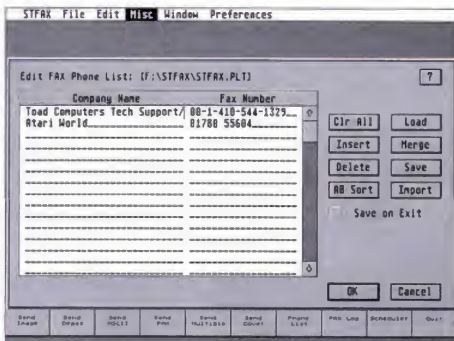 STFAX File Edit Misc Window Preferences
Edit FAX Phone List: [F:\STFAX\STFAX.PLT]
?
Company Name Fax Number
Toad Computers Tech Support/ 00-1-410-544-1329
Atari World 01788 55604
Clr All Load
Insert Merge
Delete Save
AB Sort Import
Save on Exit
OK Cancel
Send Image Send Depot Send ASCII Send FAX Send Multiple Send Cover Phone List FAX Log Scheduler Quit